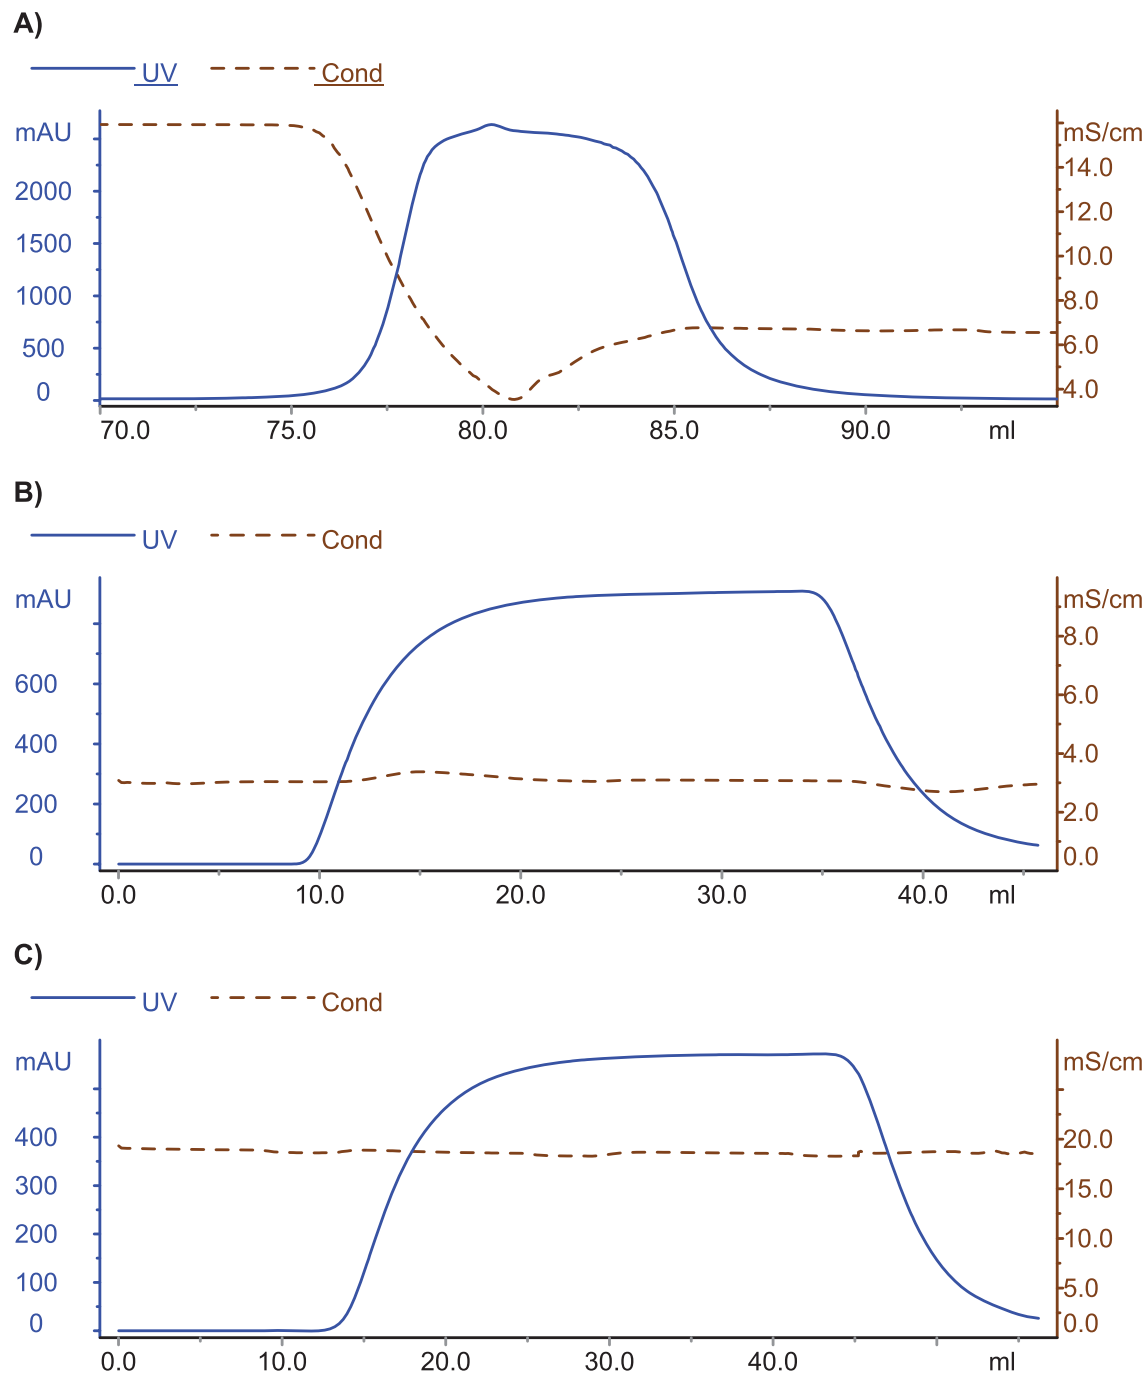 A)
UV Cond
mAU mS/cm
14.0
2000
12.0
1500
10.0
1000
8.0
500
6.0
0
4.0
70.0 75.0 80.0 85.0 90.0 ml
B)
UV Cond
mAU mS/cm
8.0
600
6.0
400
4.0
200
2.0
0 0.0
0.0 10.0 20.0 30.0 40.0 ml
C)
UV Cond
mAU mS/cm
400 20.0
300 15.0
200 10.0
100 5.0
0 0.0
0.0 10.0 20.0 30.0 40.0 ml